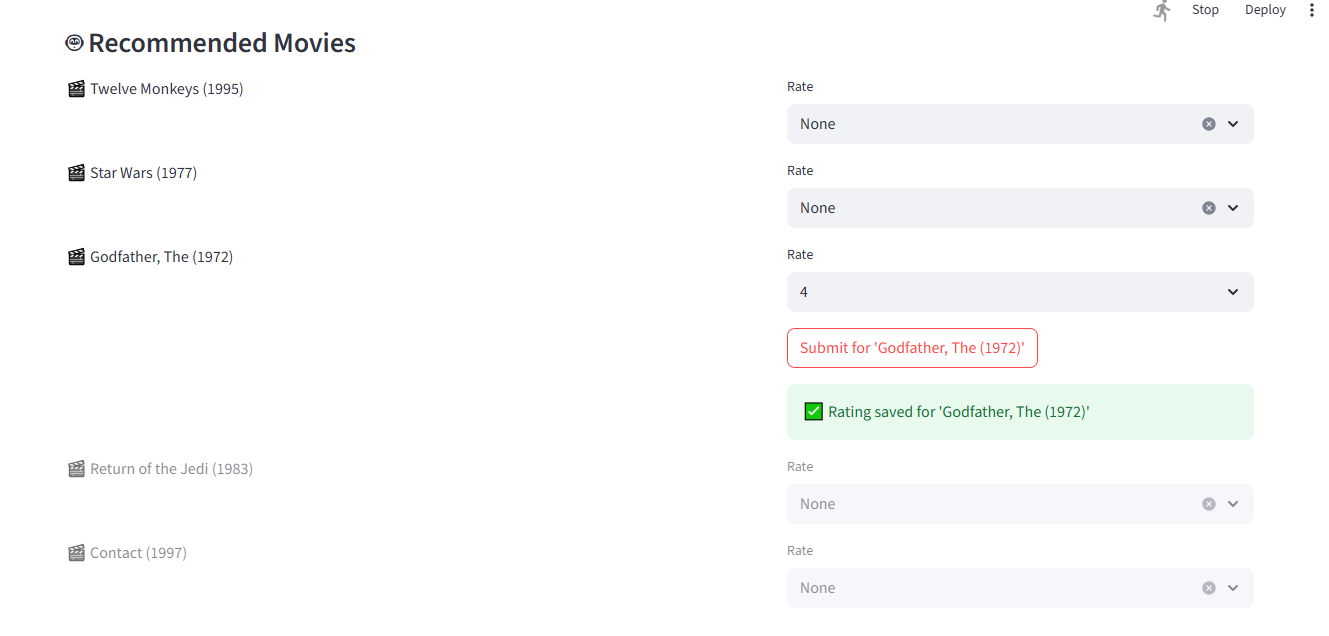 Stop Deploy
Recommended Movies
Twelve Monkeys (1995)
Rate
None
Star Wars (1977)
Rate
None
Godfather, The (1972)
Rate
4
Submit for 'Godfather, The (1972)'
Rating saved for 'Godfather, The (1972)'
Return of the Jedi (1983)
Rate
None
Contact (1997)
Rate
None